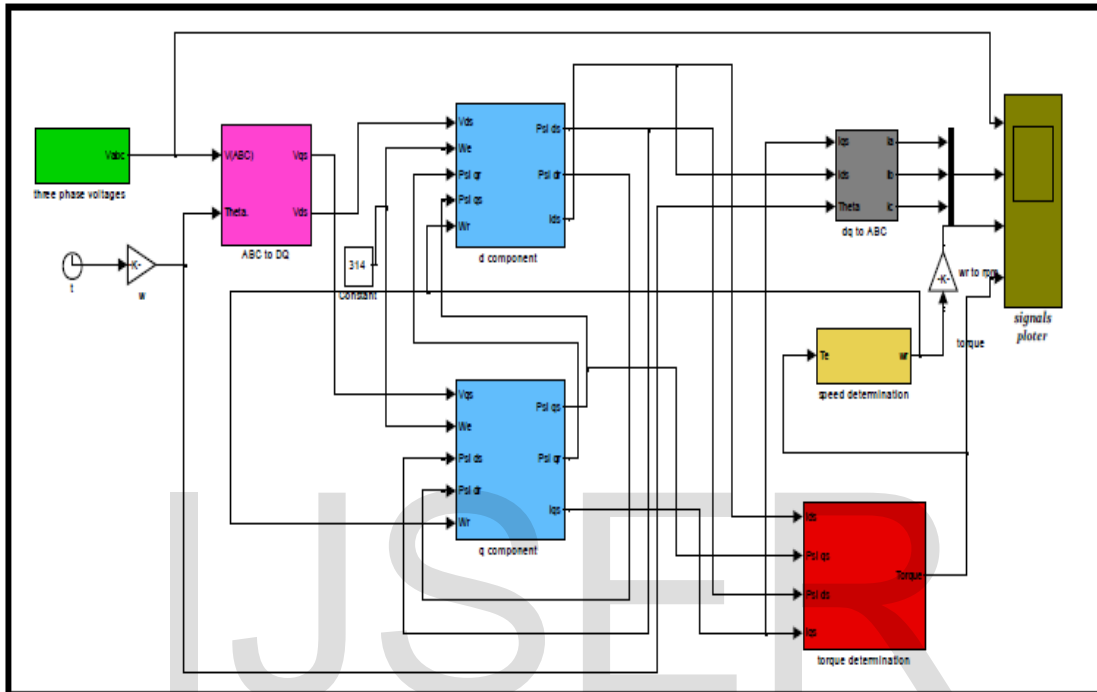 Vabc
three phase voltages
V(ABC)
Theta.
Vqs
Vds
ABC to DQ
t
-K-
w
314
Constant
Vds
We
Psi qr
Psi qs
Wr
Psi ds
Psi dr
Ids
d component
Vqs
We
Psi ds
Psi dr
Wr
Psi qs
Psi qr
Iqs
q component
Iqs
Ids
Theta
Ia
Ib
Ic
dq to ABC
-K-
wr to rpm
signals
ploter
torque
Te
wr
speed determination
Ids
Psi qs
Psi ds
Iqs
Torque
torque determination
IJSER